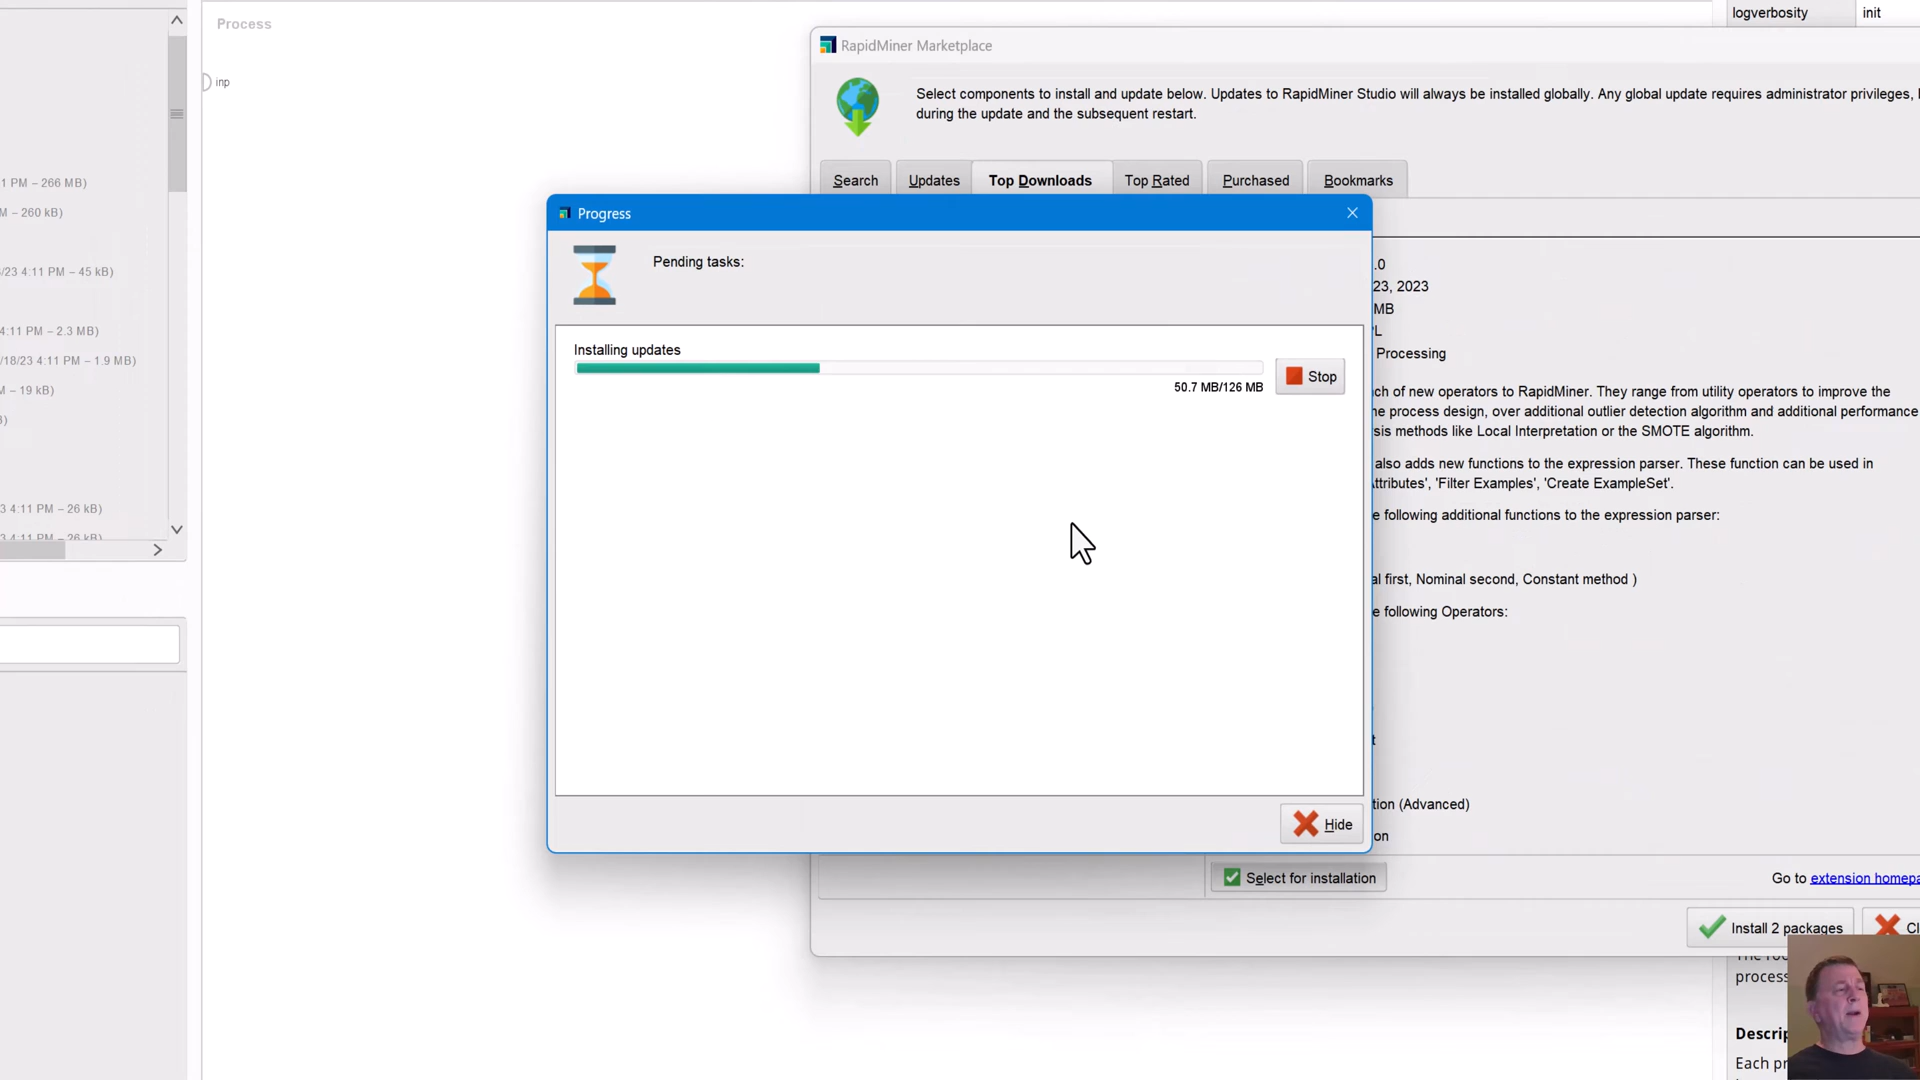 Process
logverbosity
init
inp
RapidMiner Marketplace
Select components to install and update below. Updates to RapidMiner Studio will always be installed globally. Any global update requires administrator privileges,
during the update and the subsequent restart.
1 PM – 266 MB)
M – 260 kB)
/23 4:11 PM – 45 kB)
4:11 PM – 2.3 MB)
/18/23 4:11 PM – 1.9 MB)
M – 19 kB)
3 4:11 PM – 26 kB)
3 4:11 PM – 26 kB)
Search
Updates
Top Downloads
Top Rated
Purchased
Bookmarks
Progress
Pending tasks:
Installing updates
50.7 MB/126 MB
Stop
Hide
.0
23, 2023
MB
PL
Processing
ch of new operators to RapidMiner. They range from utility operators to improve the
ne process design, over additional outlier detection algorithm and additional performance
sis methods like Local Interpretation or the SMOTE algorithm.
also adds new functions to the expression parser. These function can be used in
ttributes', 'Filter Examples', 'Create ExampleSet'.
e following additional functions to the expression parser:
al first, Nominal second, Constant method )
e following Operators:
t
tion (Advanced)
on
Select for installation
Go to extension homepa
Install 2 packages
Cl
process
Descrip
Each pr